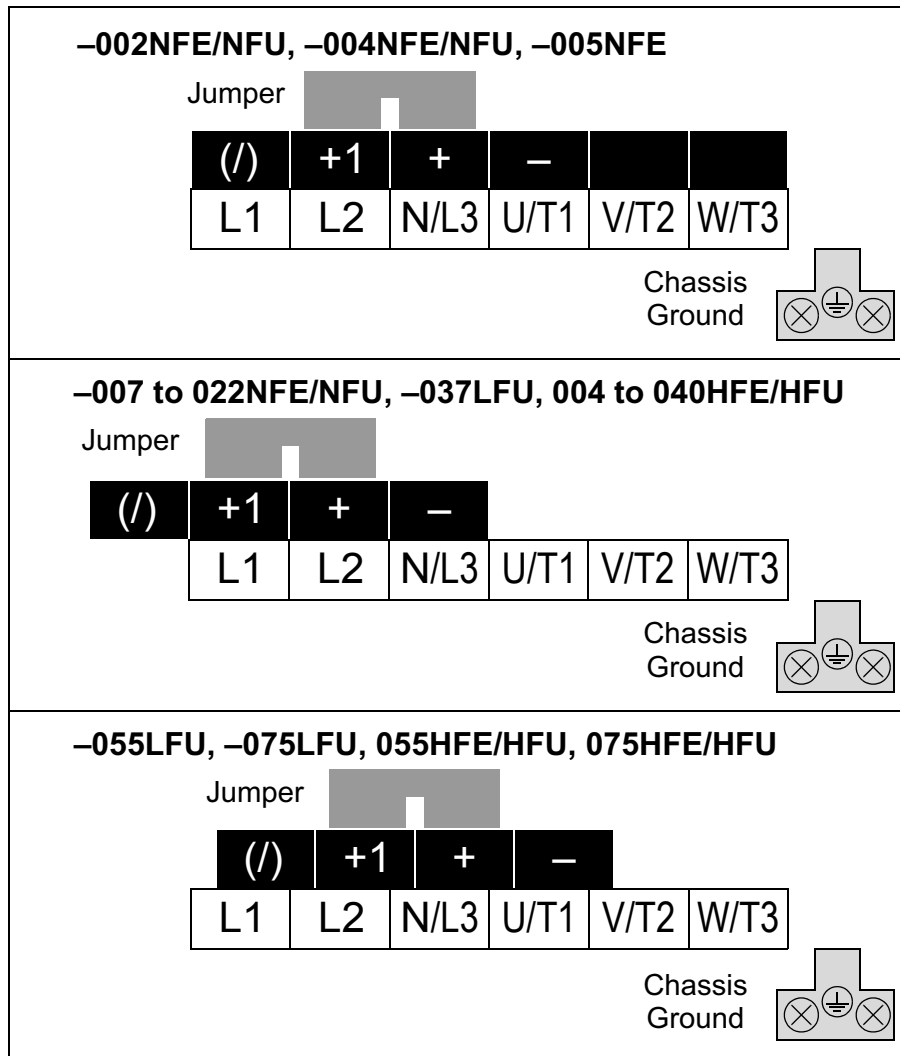 –002NFE/NFU, –004NFE/NFU, –005NFE
Jumper
(/) +1 + –
L1 L2 N/L3 U/T1 V/T2 W/T3
Chassis
Ground
–007 to 022NFE/NFU, –037LFU, 004 to 040HFE/HFU
Jumper
(/) +1 + –
L1 L2 N/L3 U/T1 V/T2 W/T3
Chassis
Ground
–055LFU, –075LFU, 055HFE/HFU, 075HFE/HFU
Jumper
(/) +1 + –
L1 L2 N/L3 U/T1 V/T2 W/T3
Chassis
Ground